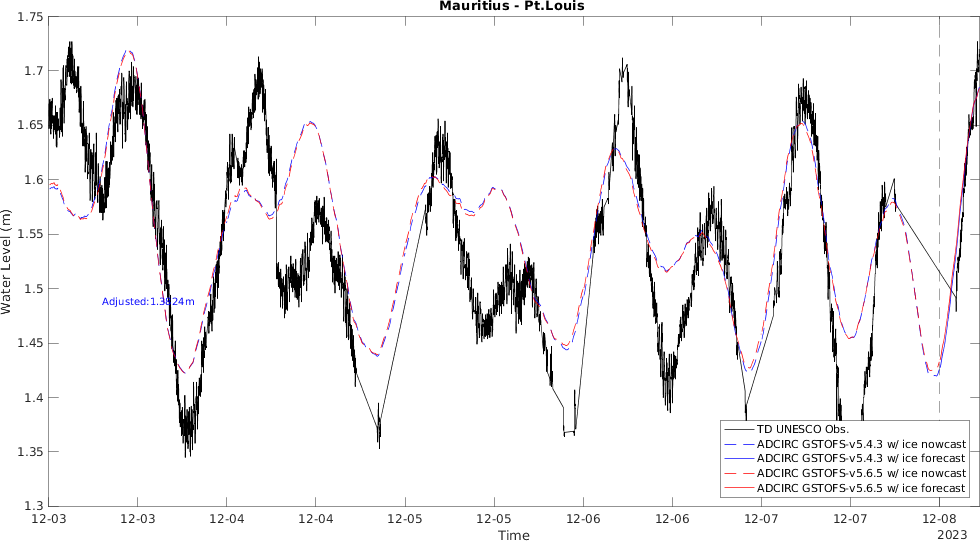 Mauritius - Pt.Louis
1.75
1.7
1.65
1.6
1.55
1.5
1.45
1.4
1.35
1.3
Water Level (m)
12-03
12-03
12-04
12-04
12-05
12-05
12-06
12-06
12-07
12-07
12-08
2023
Time
TD UNESCO Obs.
ADCIRC GSTOFS-v5.4.3 w/ ice nowcast
ADCIRC GSTOFS-v5.4.3 w/ ice forecast
ADCIRC GSTOFS-v5.6.5 w/ ice nowcast
ADCIRC GSTOFS-v5.6.5 w/ ice forecast